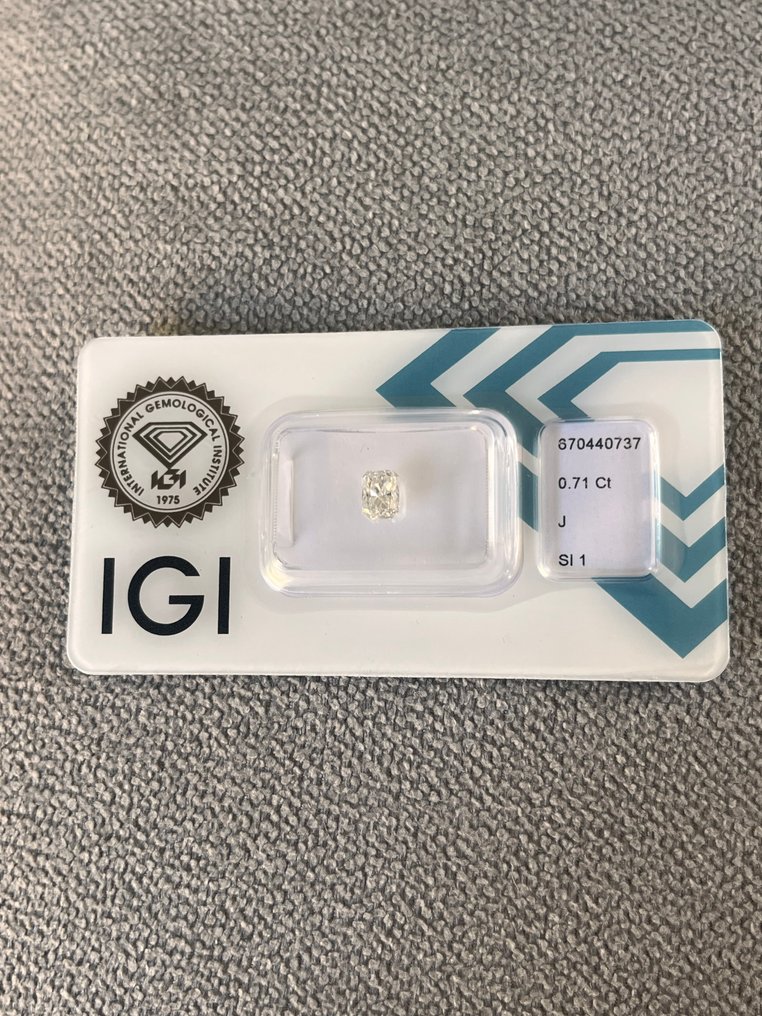 INTERNATIONAL GEMOLOGICAL INSTITUTE
IGI
1975
IGI
670440737
0.71 Ct
J
SI 1